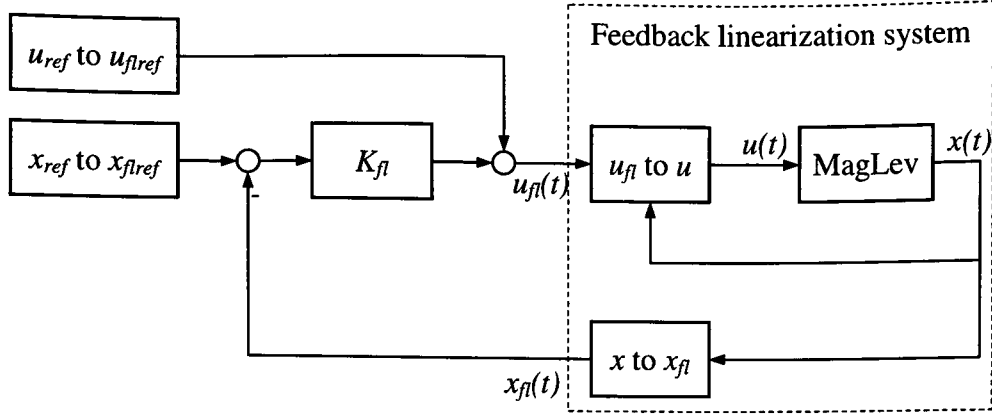 Feedback linearization system
u_ref to u_flref
x_ref to x_flref
K_fl
u_fl(t)
u_fl to u
u(t)
MagLev
x(t)
-
x to x_fl
x_fl(t)